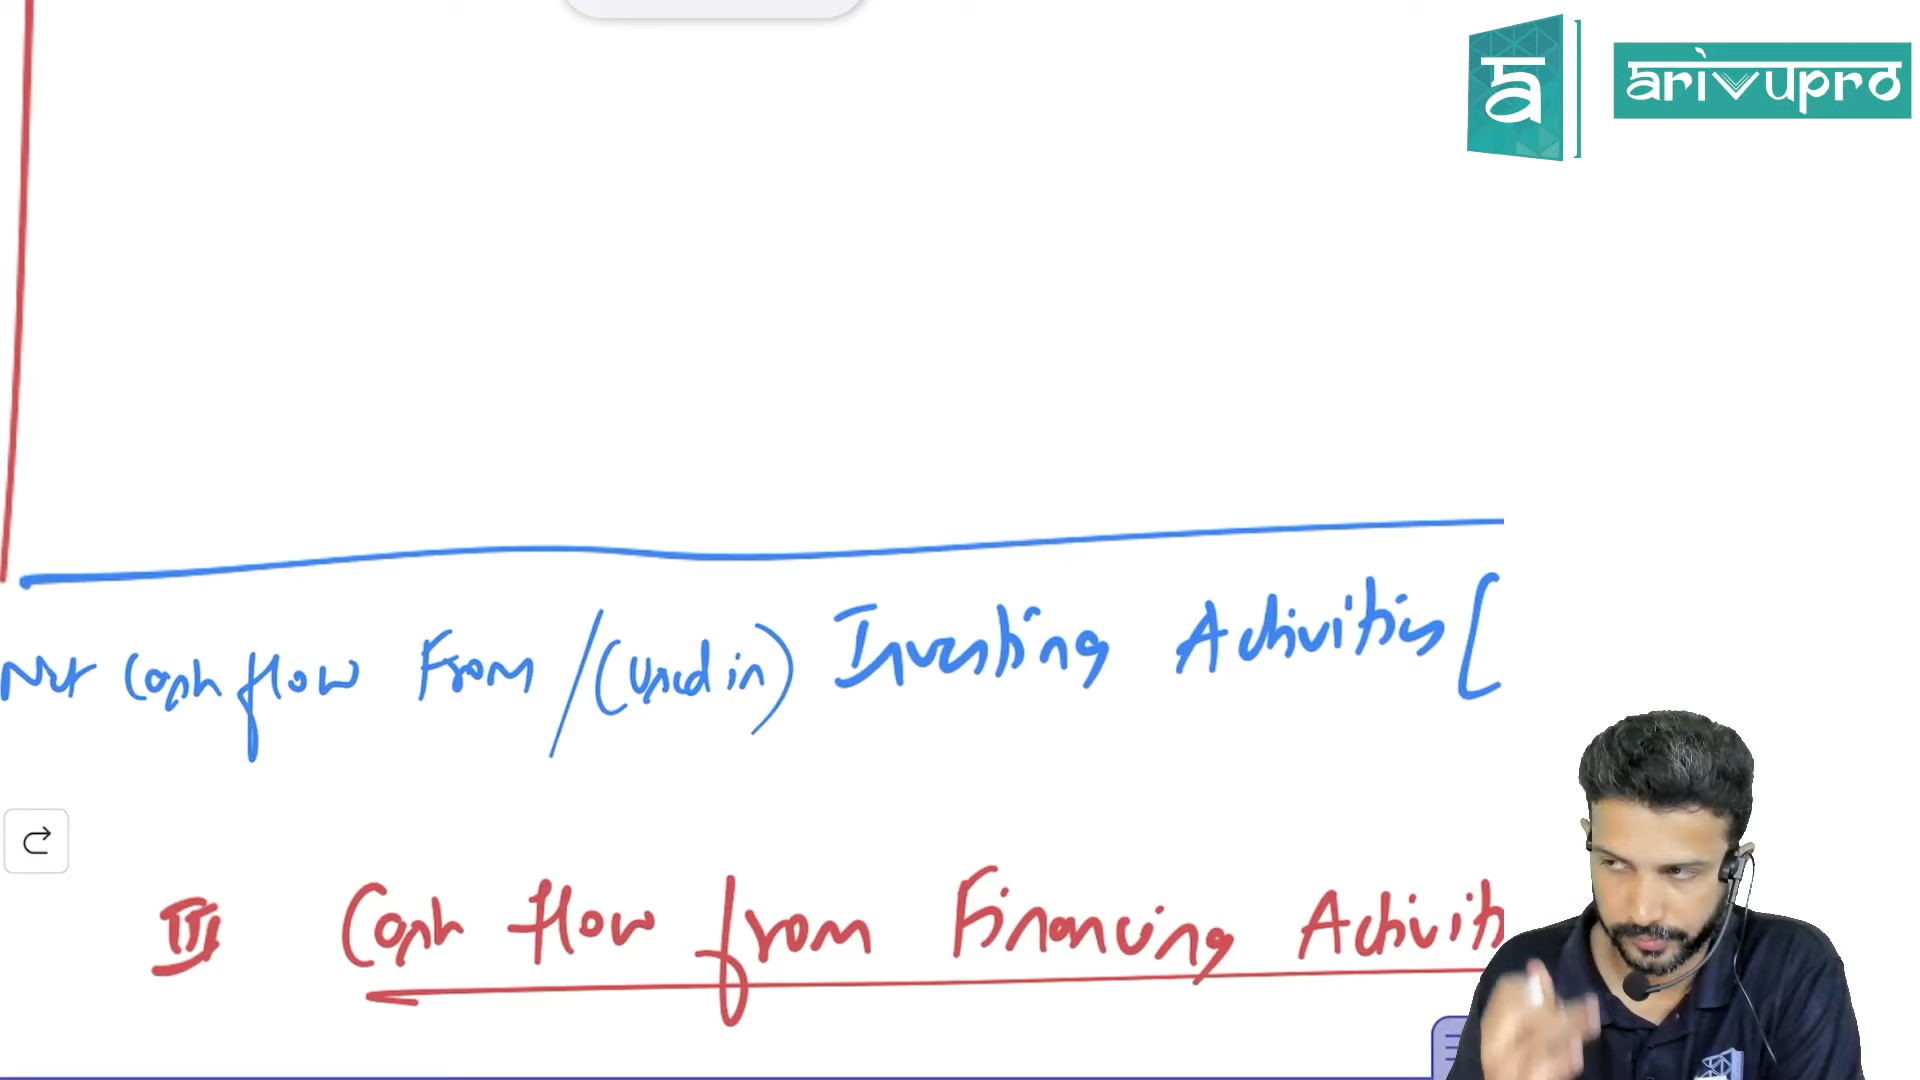 a arivupro
Net Cash flow From / (Used in) Investing Activities [
III Cash flow from Financing Activit